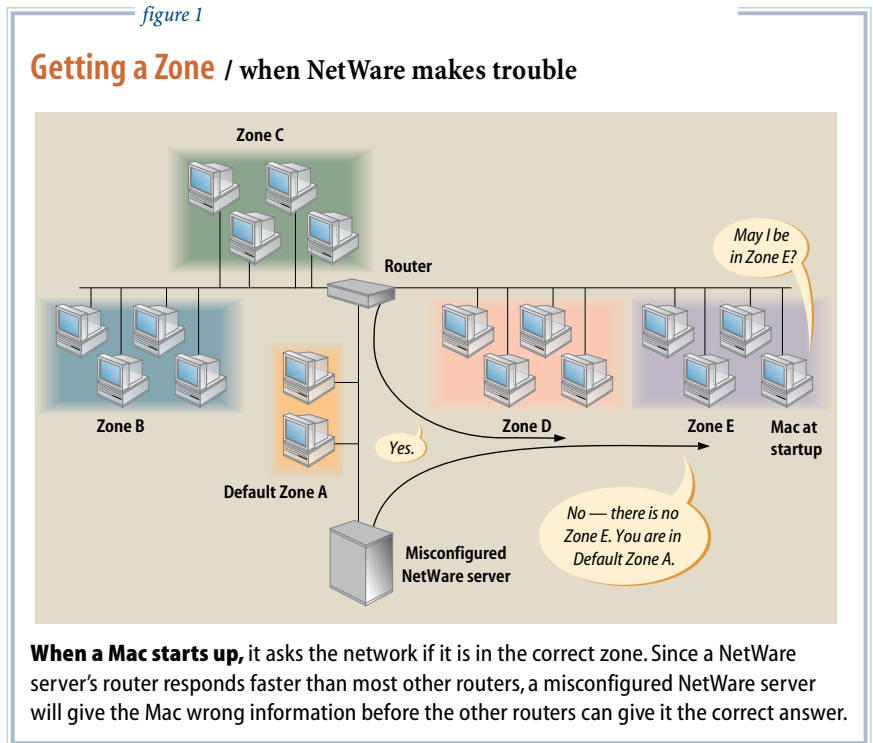 figure 1
Getting a Zone / when NetWare makes trouble
Zone C
May I be
in Zone E?
Router
Zone B
Zone D
Zone E
Mac at
startup
Yes.
Default Zone A
No — there is no
Zone E. You are in
Default Zone A.
Misconfigured
NetWare server
When a Mac starts up, it asks the network if it is in the correct zone. Since a NetWare
server's router responds faster than most other routers, a misconfigured NetWare server
will give the Mac wrong information before the other routers can give it the correct answer.